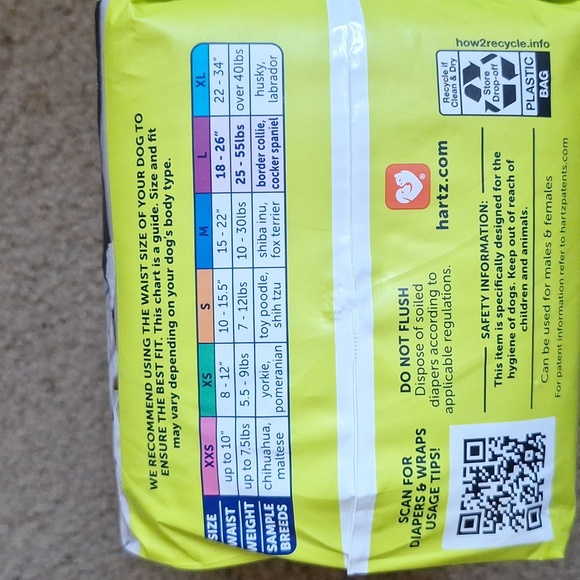 WE RECOMMEND USING THE WAIST SIZE OF YOUR DOG TO
ENSURE THE BEST FIT. This chart is a guide. Size and fit
may vary depending on your dog's body type.
SIZE XXS XS S M L XL
WAIST up to 10" 8 - 12" 10 - 15.5" 15 - 22" 18 - 26" 22 - 34"
WEIGHT up to 7.5lbs 5.5 - 9lbs 7 - 12lbs 10 - 30lbs 25 - 55lbs over 40lbs
SAMPLE BREEDS chihuahua, maltese yorkie, pomeranian toy poodle, shih tzu shiba inu, fox terrier border collie, cocker spaniel husky, labrador
SCAN FOR
DIAPERS & WRAPS
USAGE TIPS!
DO NOT FLUSH
Dispose of soiled
diapers according to
applicable regulations.
hartz.com
®
how2recycle.info
Recycle if
Clean & Dry
Store
Drop-off
PLASTIC
BAG
SAFETY INFORMATION:
This item is specifically designed for the
hygiene of dogs. Keep out of reach of
children and animals.
Can be used for males & females
For patent information refer to hartzpatents.com